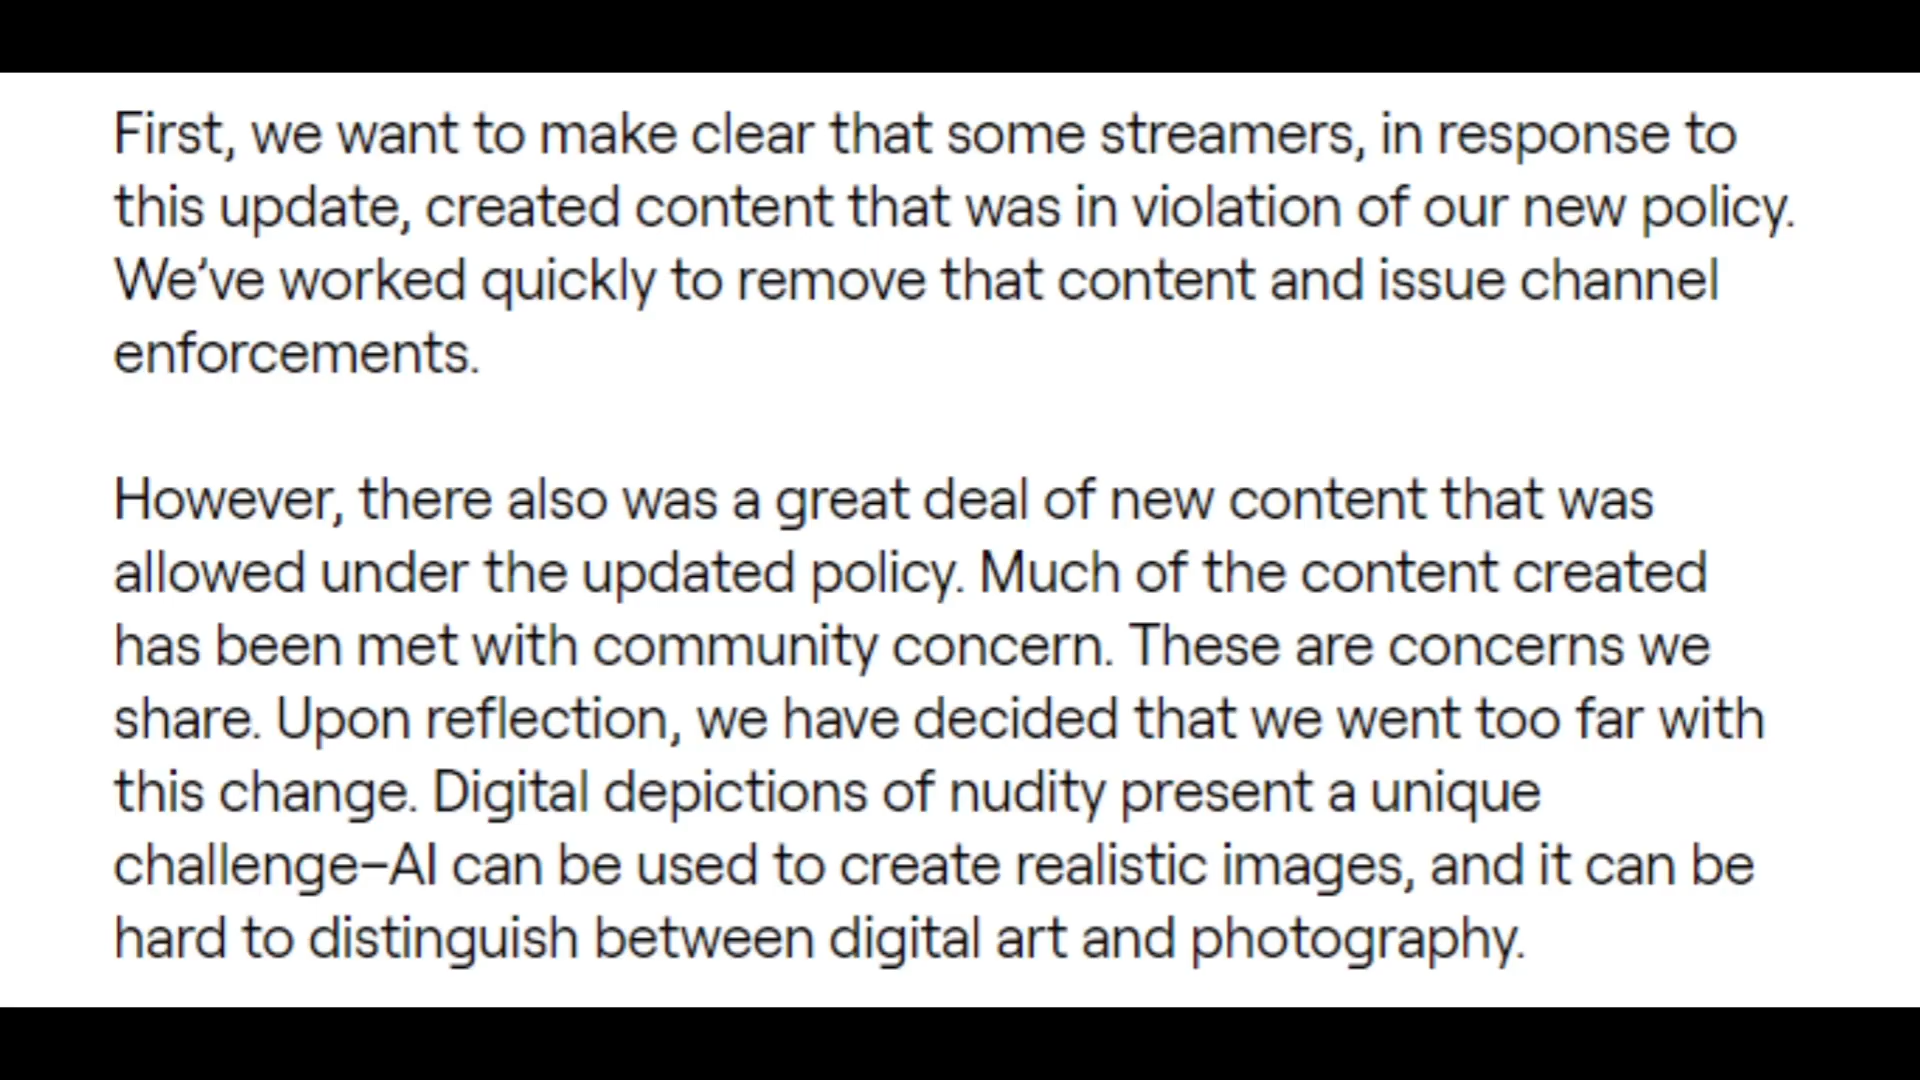 First, we want to make clear that some streamers, in response to
this update, created content that was in violation of our new policy.
We’ve worked quickly to remove that content and issue channel
enforcements.
However, there also was a great deal of new content that was
allowed under the updated policy. Much of the content created
has been met with community concern. These are concerns we
share. Upon reflection, we have decided that we went too far with
this change. Digital depictions of nudity present a unique
challenge–AI can be used to create realistic images, and it can be
hard to distinguish between digital art and photography.